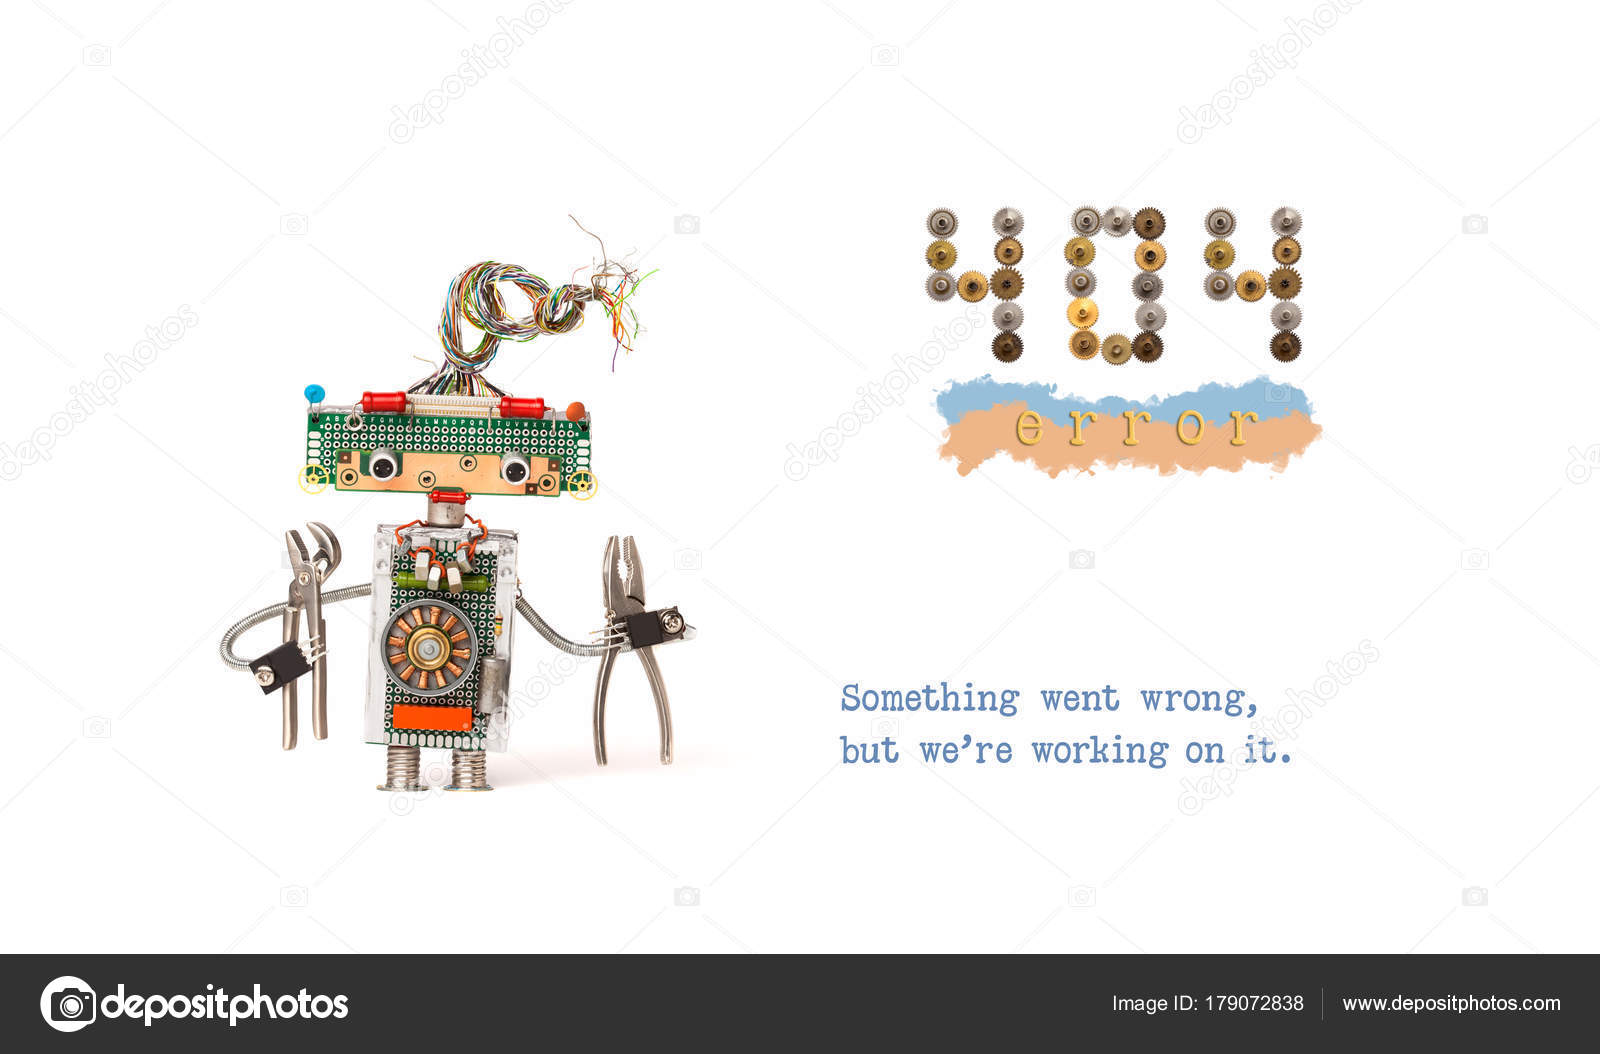 404
error
Something went wrong,
but we’re working on it.
depositphotos
Image ID: 179072838
www.depositphotos.com